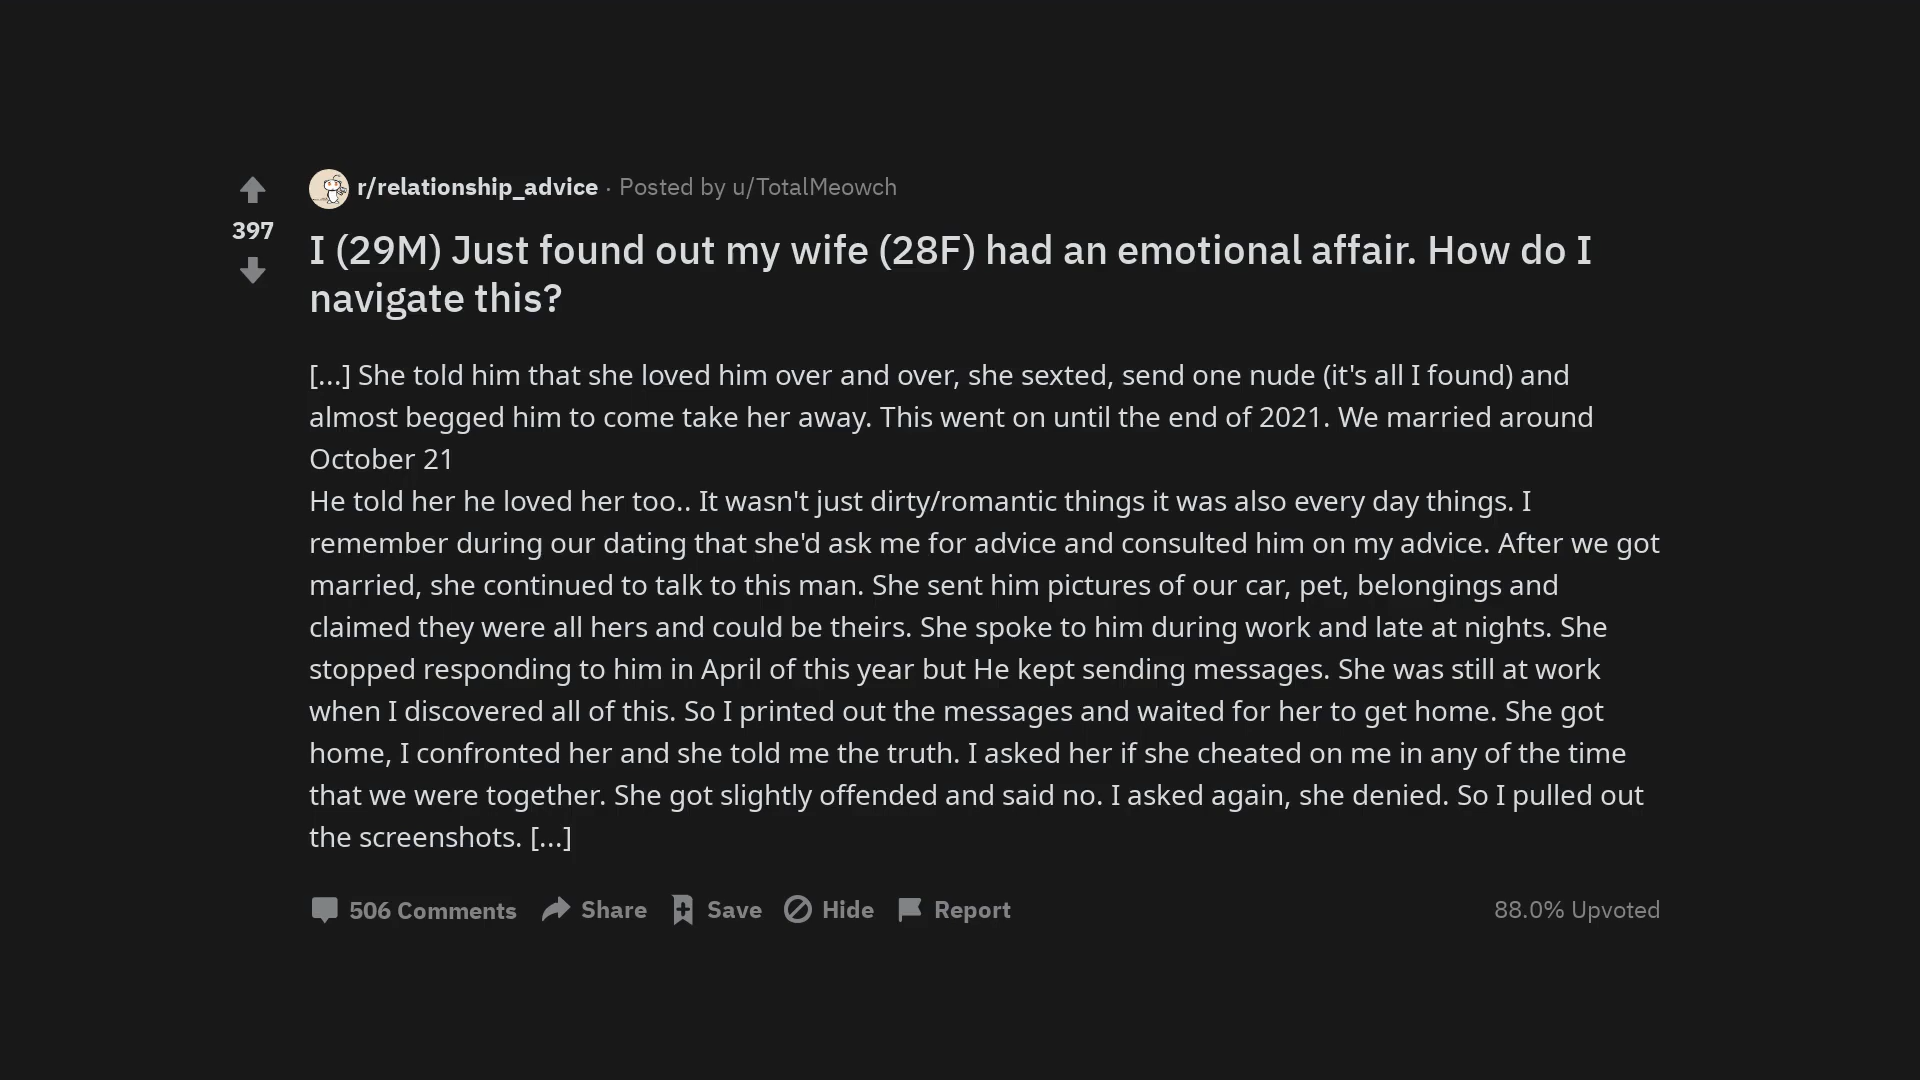 r/relationship_advice · Posted by u/TotalMeowch
397
I (29M) Just found out my wife (28F) had an emotional affair. How do I
navigate this?
[...] She told him that she loved him over and over, she sexted, send one nude (it's all I found) and
almost begged him to come take her away. This went on until the end of 2021. We married around
October 21
He told her he loved her too.. It wasn't just dirty/romantic things it was also every day things. I
remember during our dating that she'd ask me for advice and consulted him on my advice. After we got
married, she continued to talk to this man. She sent him pictures of our car, pet, belongings and
claimed they were all hers and could be theirs. She spoke to him during work and late at nights. She
stopped responding to him in April of this year but He kept sending messages. She was still at work
when I discovered all of this. So I printed out the messages and waited for her to get home. She got
home, I confronted her and she told me the truth. I asked her if she cheated on me in any of the time
that we were together. She got slightly offended and said no. I asked again, she denied. So I pulled out
the screenshots. [...]
506 Comments Share Save Hide Report 88.0% Upvoted